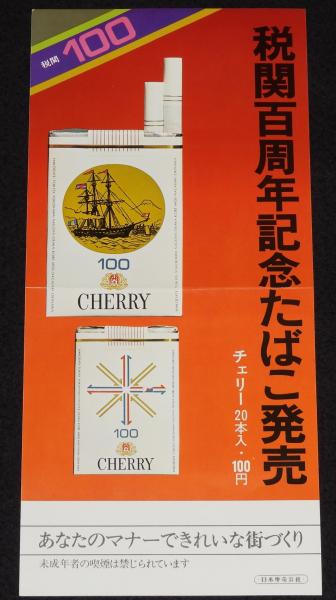 税関 100
税関百周年記念たばこ発売
100
CHERRY
チェリー20本入・100円
100
CHERRY
あなたのマナーできれいな街づくり
未成年者の喫煙は禁じられています
日本専売公社